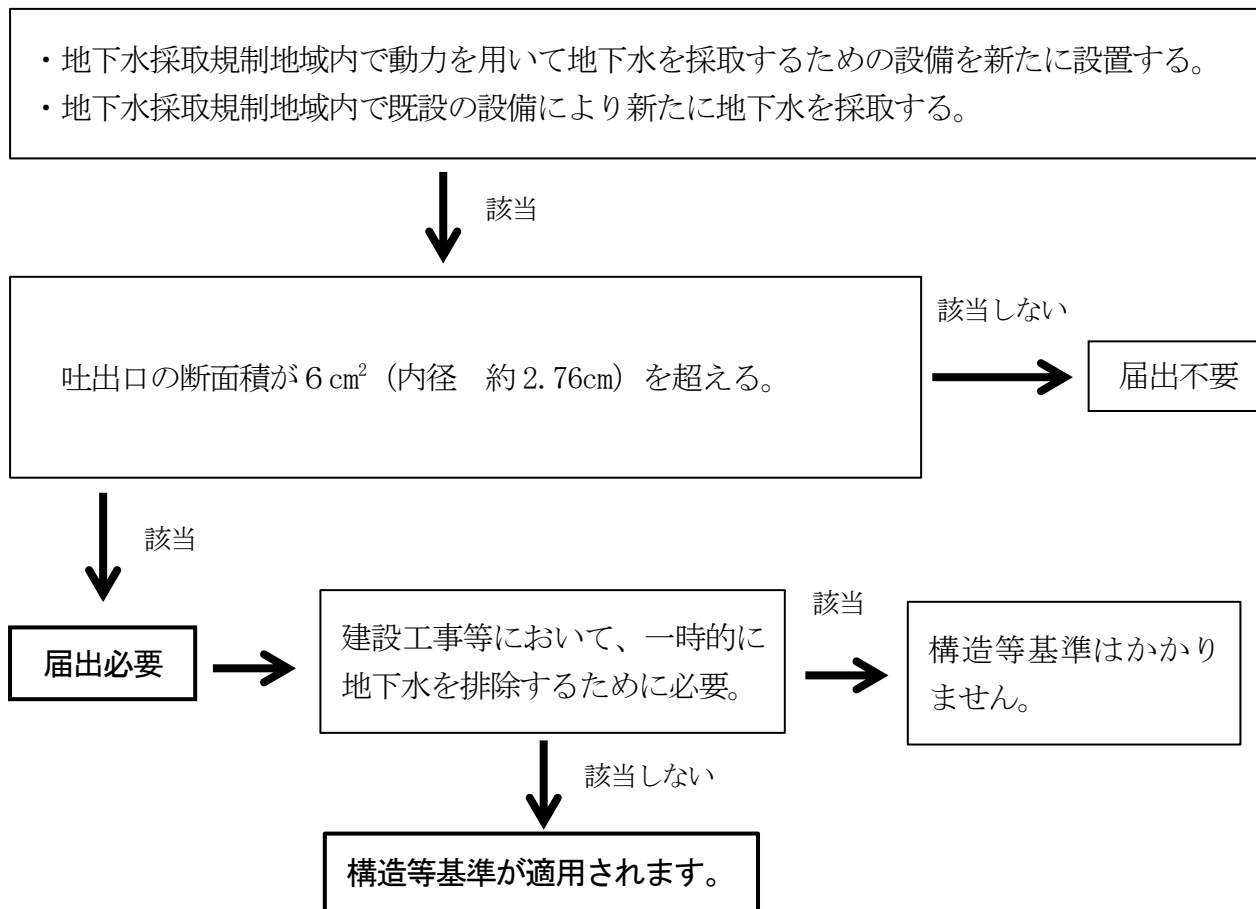 ・地下水採取規制地域内で動力を用いて地下水を採取するための設備を新たに設置する。
・地下水採取規制地域内で既設の設備により新たに地下水を採取する。
該当
吐出口の断面積が6cm²(内径　約2.76cm)を超える。
該当しない
届出不要
該当
届出必要
建設工事等において、一時的に
地下水を排除するために必要。
該当
構造等基準はかかり
ません。
該当しない
構造等基準が適用されます。